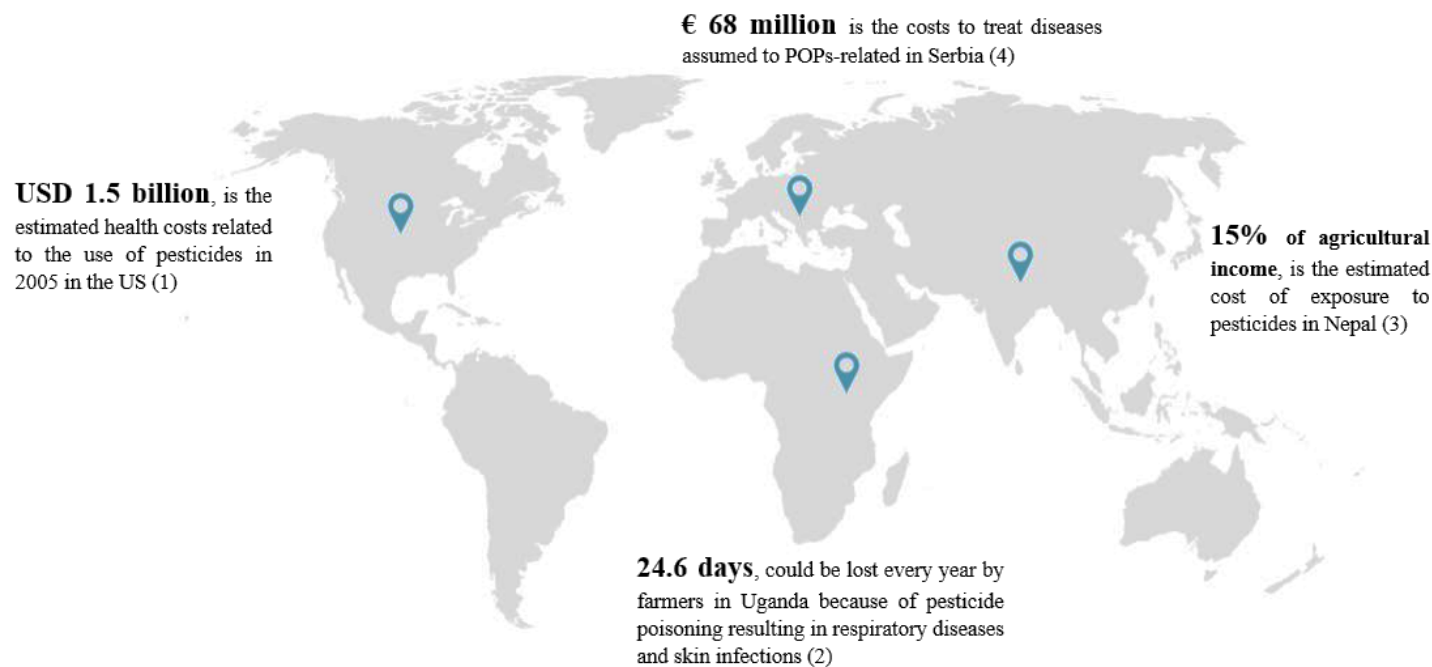 € 68 million is the costs to treat diseases
assumed to POPs-related in Serbia (4)
USD 1.5 billion, is the
estimated health costs related
to the use of pesticides in
2005 in the US (1)
15% of agricultural
income, is the estimated
cost of exposure to
pesticides in Nepal (3)
24.6 days, could be lost every year by
farmers in Uganda because of pesticide
poisoning resulting in respiratory diseases
and skin infections (2)